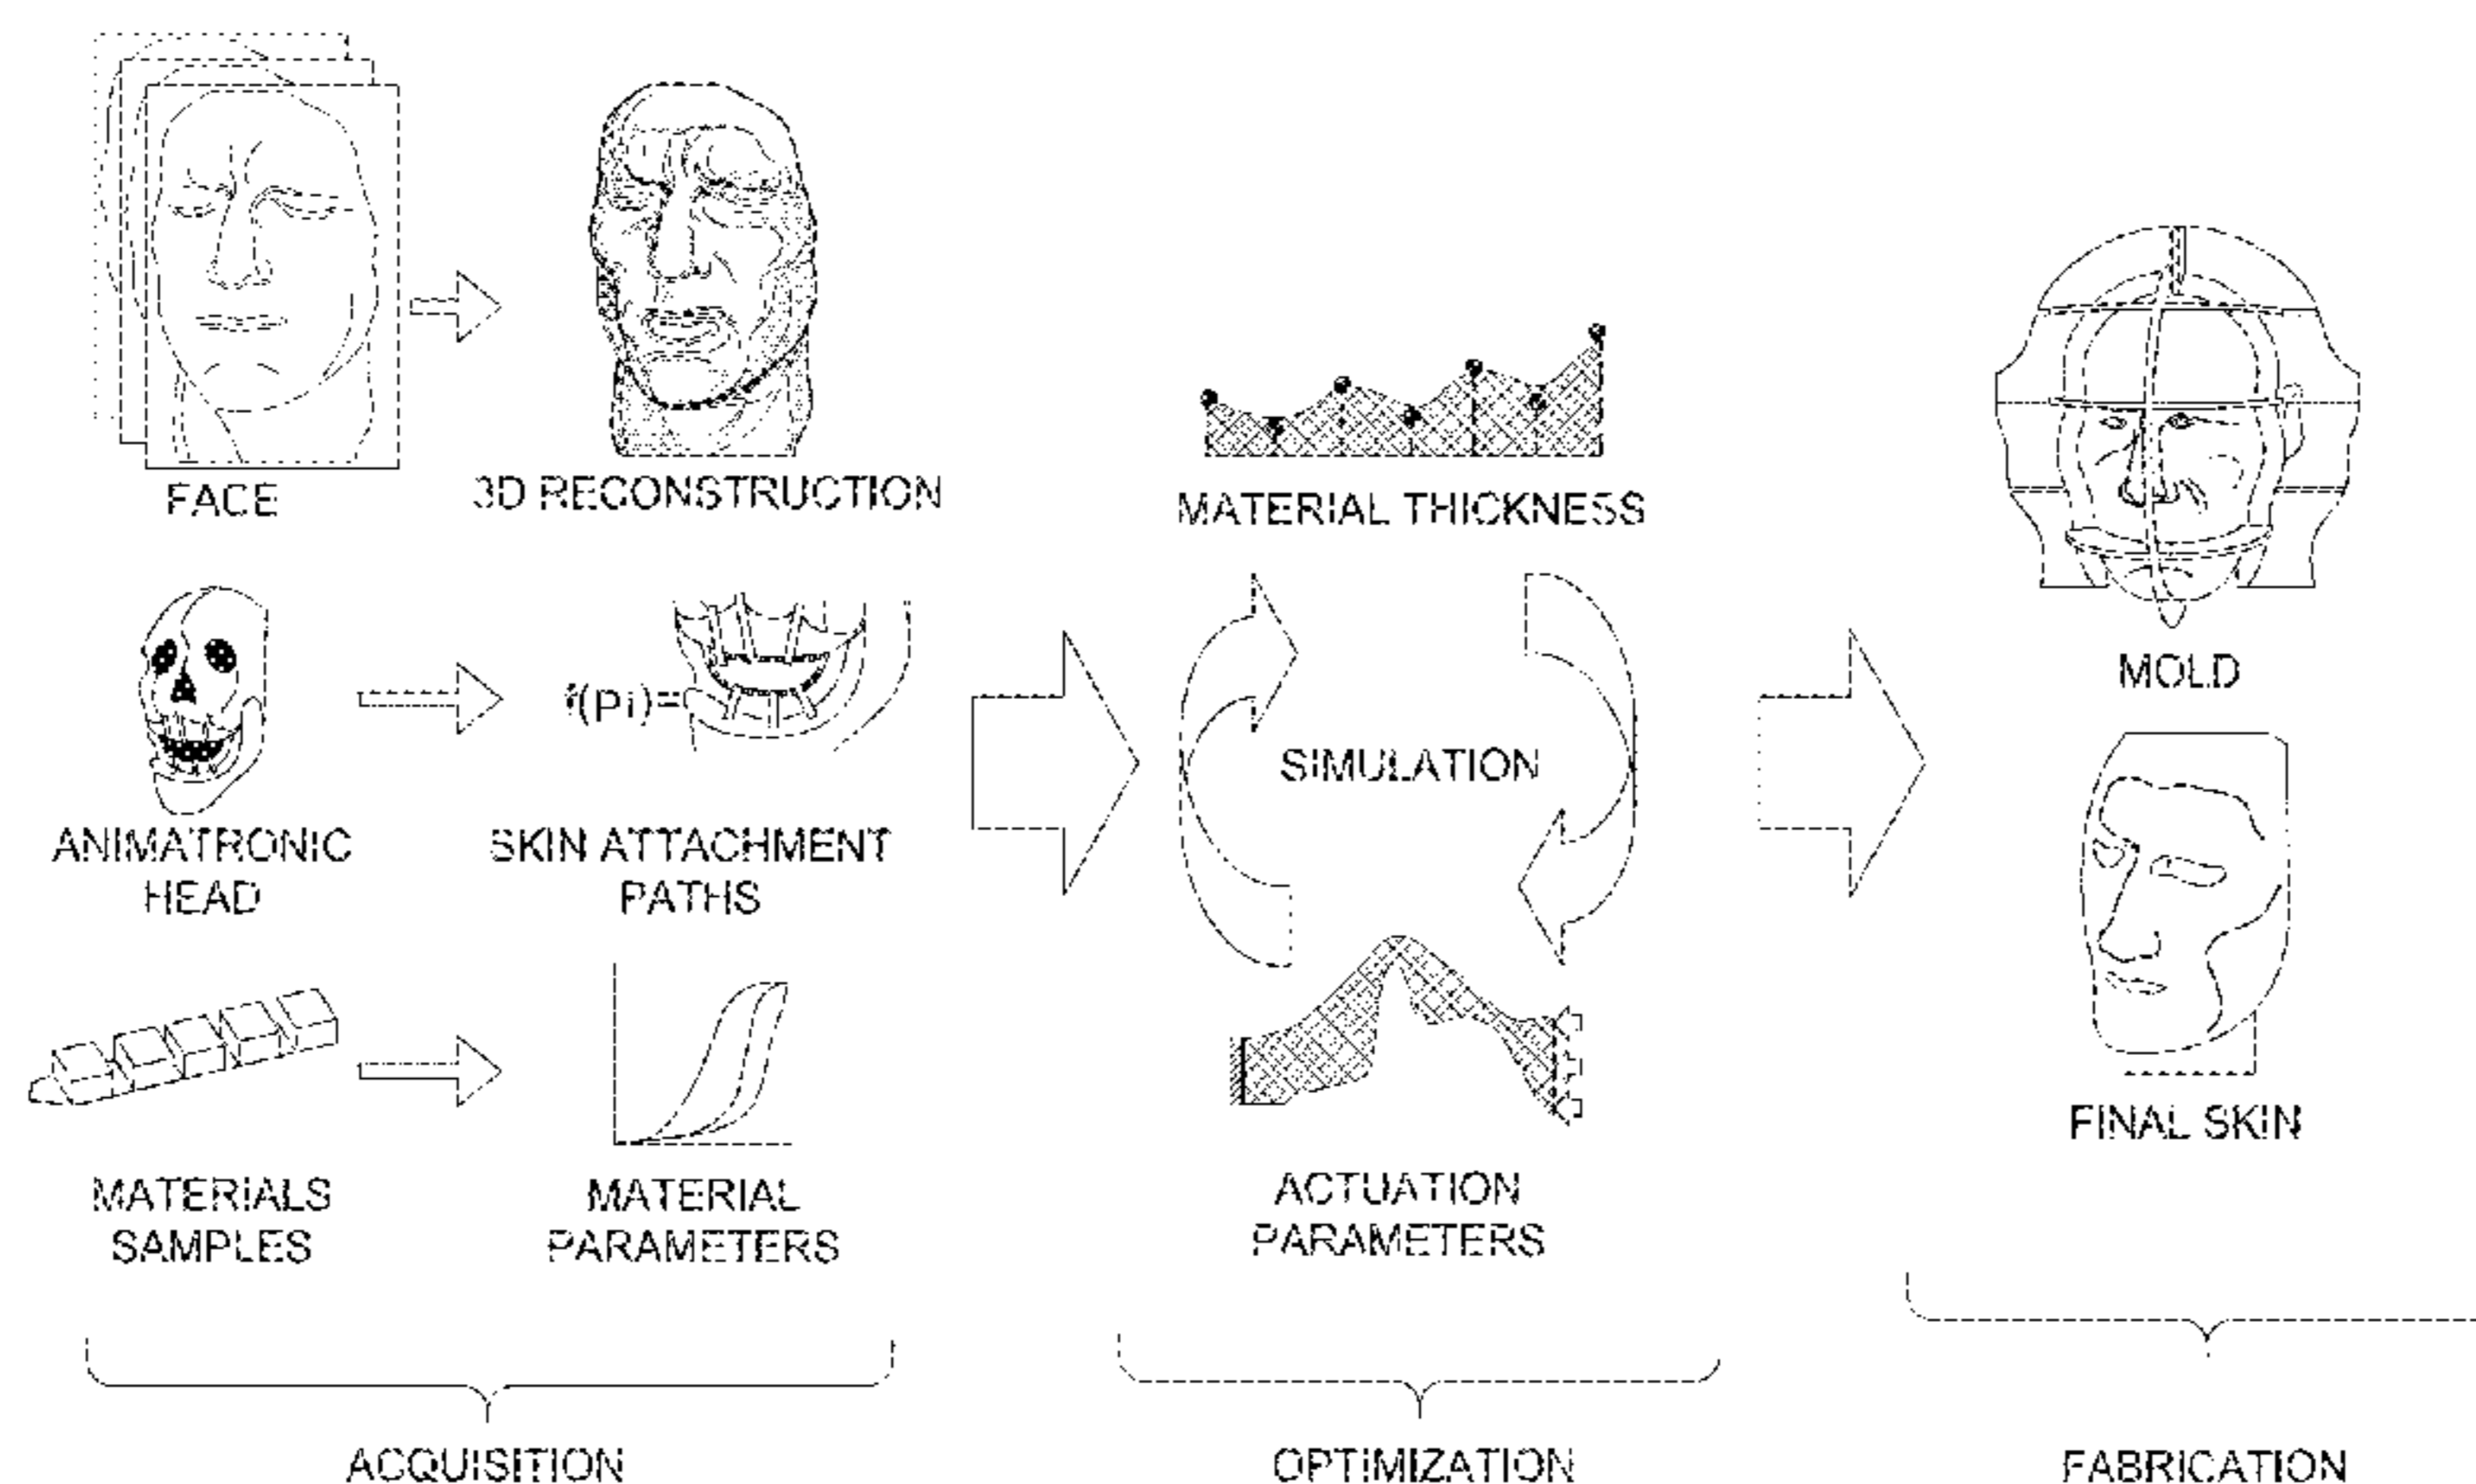 FACE
3D RECONSTRUCTION
MATERIAL THICKNESS
f(pi)=
MOLD
SIMULATION
ANIMATRONIC
HEAD
SKIN ATTACHMENT
PATHS
FINAL SKIN
MATERIALS
SAMPLES
MATERIAL
PARAMETERS
ACTUATION
PARAMETERS
ACQUISITION
OPTIMIZATION
FABRICATION